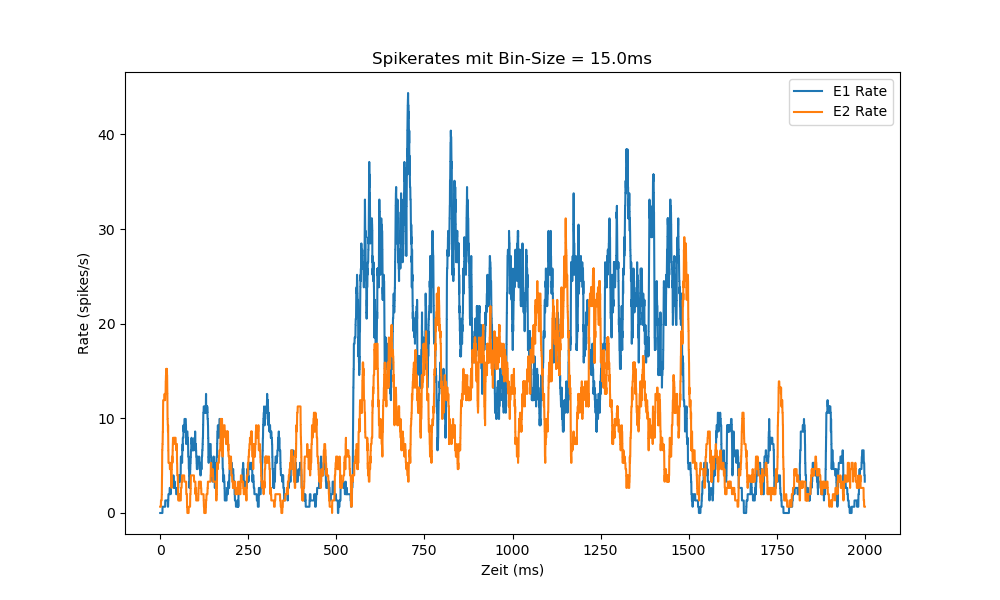 Spikerates mit Bin-Size = 15.0ms
E1 Rate
E2 Rate
40
30
20
10
0
Rate (spikes/s)
0 250 500 750 1000 1250 1500 1750 2000
Zeit (ms)